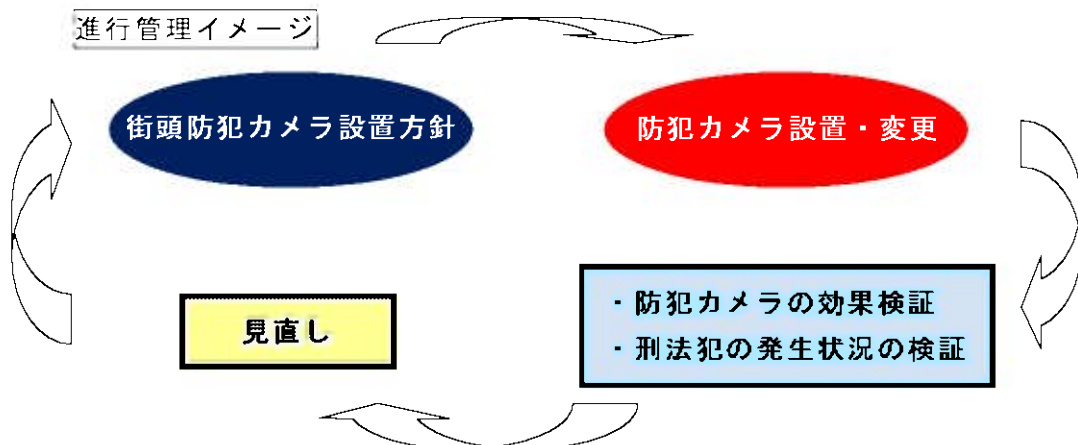 進行管理イメージ
街頭防犯カメラ設置方針
防犯カメラ設置・変更
見直し
・防犯カメラの効果検証
・刑法犯の発生状況の検証